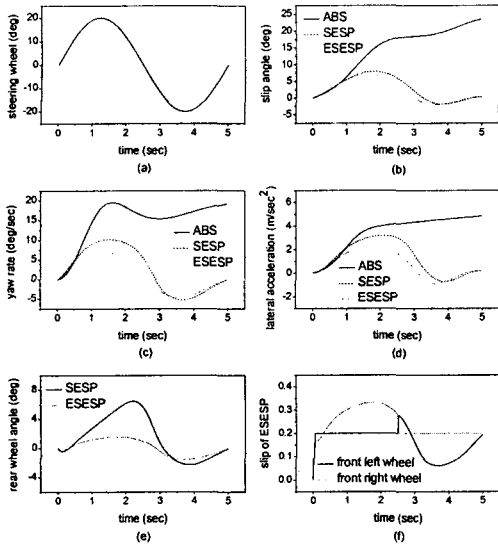 steering wheel (deg)
20
10
0
-10
-20
0 1 2 3 4 5
time (sec)
(a)
slip angle (deg)
25
20
15
10
5
0
-5
ABS
SESP
ESESP
0 1 2 3 4 5
time (sec)
(b)
yaw rate (deg/sec)
20
15
10
5
0
-5
ABS
SESP
ESESP
0 1 2 3 4 5
time (sec)
(c)
lateral acceleration (m/sec²)
6
4
2
0
-2
ABS
SESP
ESESP
0 1 2 3 4 5
time (sec)
(d)
rear wheel angle (deg)
8
4
0
-4
SESP
ESESP
0 1 2 3 4 5
time (sec)
(e)
slip of ESESP
0.4
0.3
0.2
0.1
0.0
front left wheel
front right wheel
0 1 2 3 4 5
time (sec)
(f)